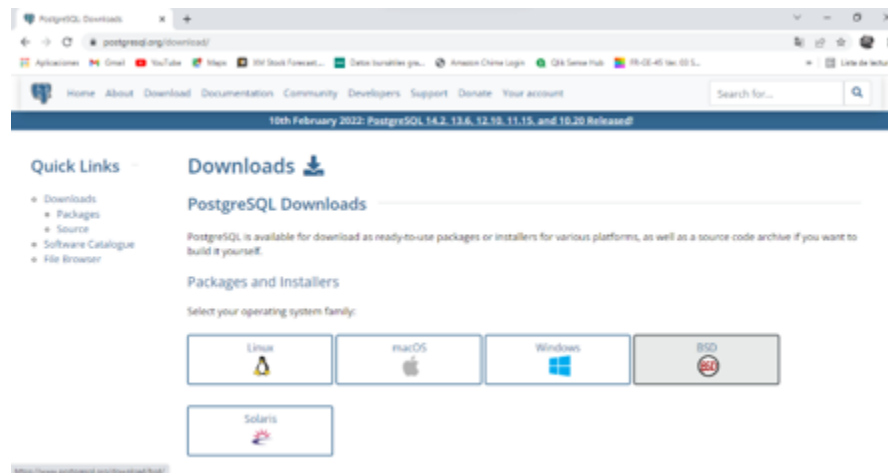 PostgreSQL: Downloads
postgresql.org/download/
Aplicaciones Gmail YouTube Maps VW Stock Forecast... Amazon Chime Login Qlik Sense Hub
Home About Download Documentation Community Developers Support Donate Your account Search for...
10th February 2022: PostgreSQL 14.2, 13.6, 12.10, 11.15, and 10.20 Released!
Quick Links
Downloads
Packages
Source
Software Catalogue
File Browser
Downloads
PostgreSQL Downloads
PostgreSQL is available for download as ready-to-use packages or installers for various platforms, as well as a source code archive if you want to
build it yourself.
Packages and Installers
Select your operating system family:
Linux macOS Windows BSD
BSD
Solaris